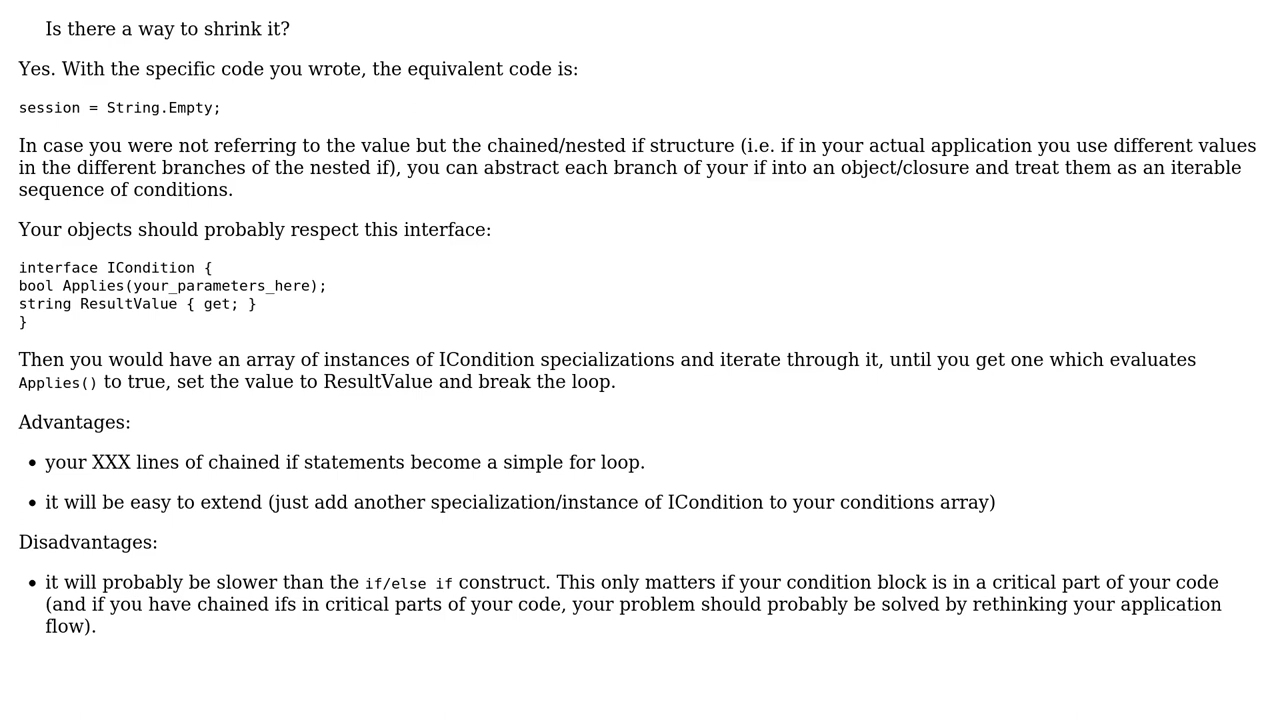 Is there a way to shrink it?
Yes. With the specific code you wrote, the equivalent code is:
session = String.Empty;
In case you were not referring to the value but the chained/nested if structure (i.e. if in your actual application you use different values
in the different branches of the nested if), you can abstract each branch of your if into an object/closure and treat them as an iterable
sequence of conditions.
Your objects should probably respect this interface:
interface ICondition {
bool Applies(your_parameters_here);
string ResultValue { get; }
}
Then you would have an array of instances of ICondition specializations and iterate through it, until you get one which evaluates
Applies() to true, set the value to ResultValue and break the loop.
Advantages:
• your XXX lines of chained if statements become a simple for loop.
• it will be easy to extend (just add another specialization/instance of ICondition to your conditions array)
Disadvantages:
• it will probably be slower than the if/else if construct. This only matters if your condition block is in a critical part of your code
(and if you have chained ifs in critical parts of your code, your problem should probably be solved by rethinking your application
flow).